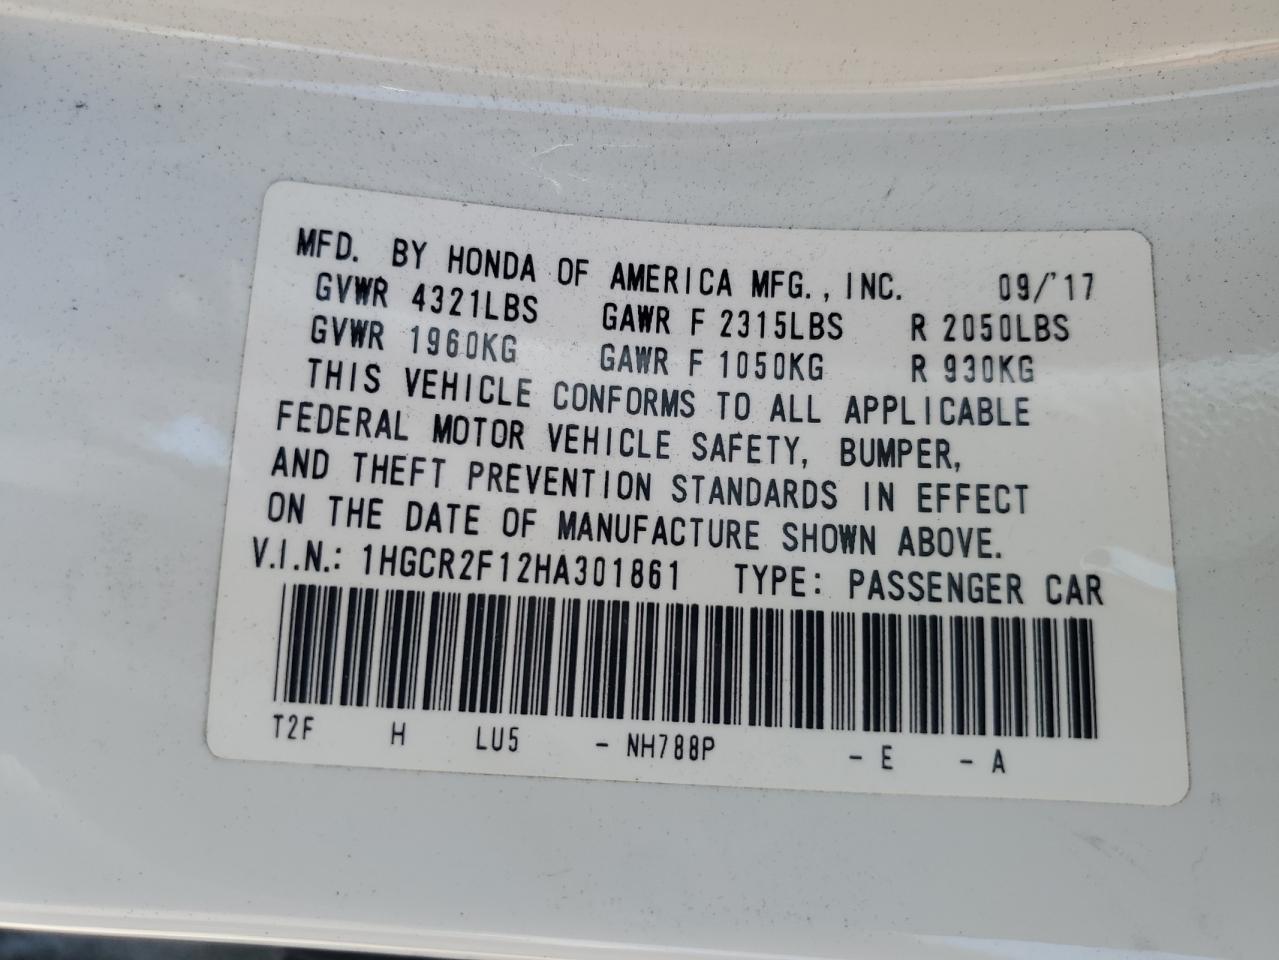 MFD. BY HONDA OF AMERICA MFG., INC. 09/'17
GVWR 4321LBS GAWR F 2315LBS R 2050LBS
GVWR 1960KG GAWR F 1050KG R 930KG
THIS VEHICLE CONFORMS TO ALL APPLICABLE
FEDERAL MOTOR VEHICLE SAFETY, BUMPER,
AND THEFT PREVENTION STANDARDS IN EFFECT
ON THE DATE OF MANUFACTURE SHOWN ABOVE.
V.I.N.: 1HGCR2F12HA301861 TYPE: PASSENGER CAR
T2F H LU5 - NH788P - E - A